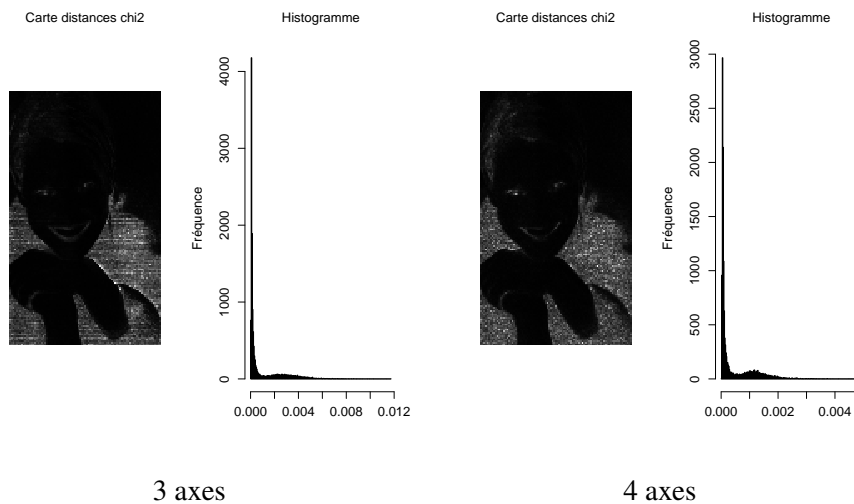 Carte distances chi2
Histogramme
Fréquence
4000
3000
2000
1000
0
0.000 0.004 0.008 0.012
3 axes
Carte distances chi2
Histogramme
Fréquence
3000
2500
2000
1500
1000
500
0
0.000 0.002 0.004
4 axes